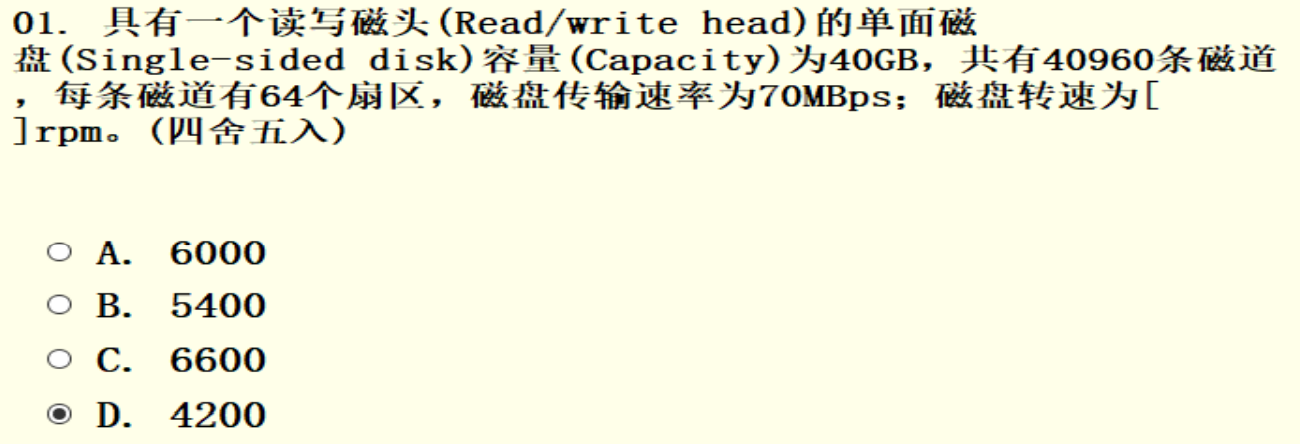 01. 具有一个读写磁头(Read/write head)的单面磁
盘(Single-sided disk)容量(Capacity)为40GB，共有40960条磁道
，每条磁道有64个扇区，磁盘传输速率为70MBps；磁盘转速为[
]rpm。(四舍五入)
A. 6000
B. 5400
C. 6600
D. 4200